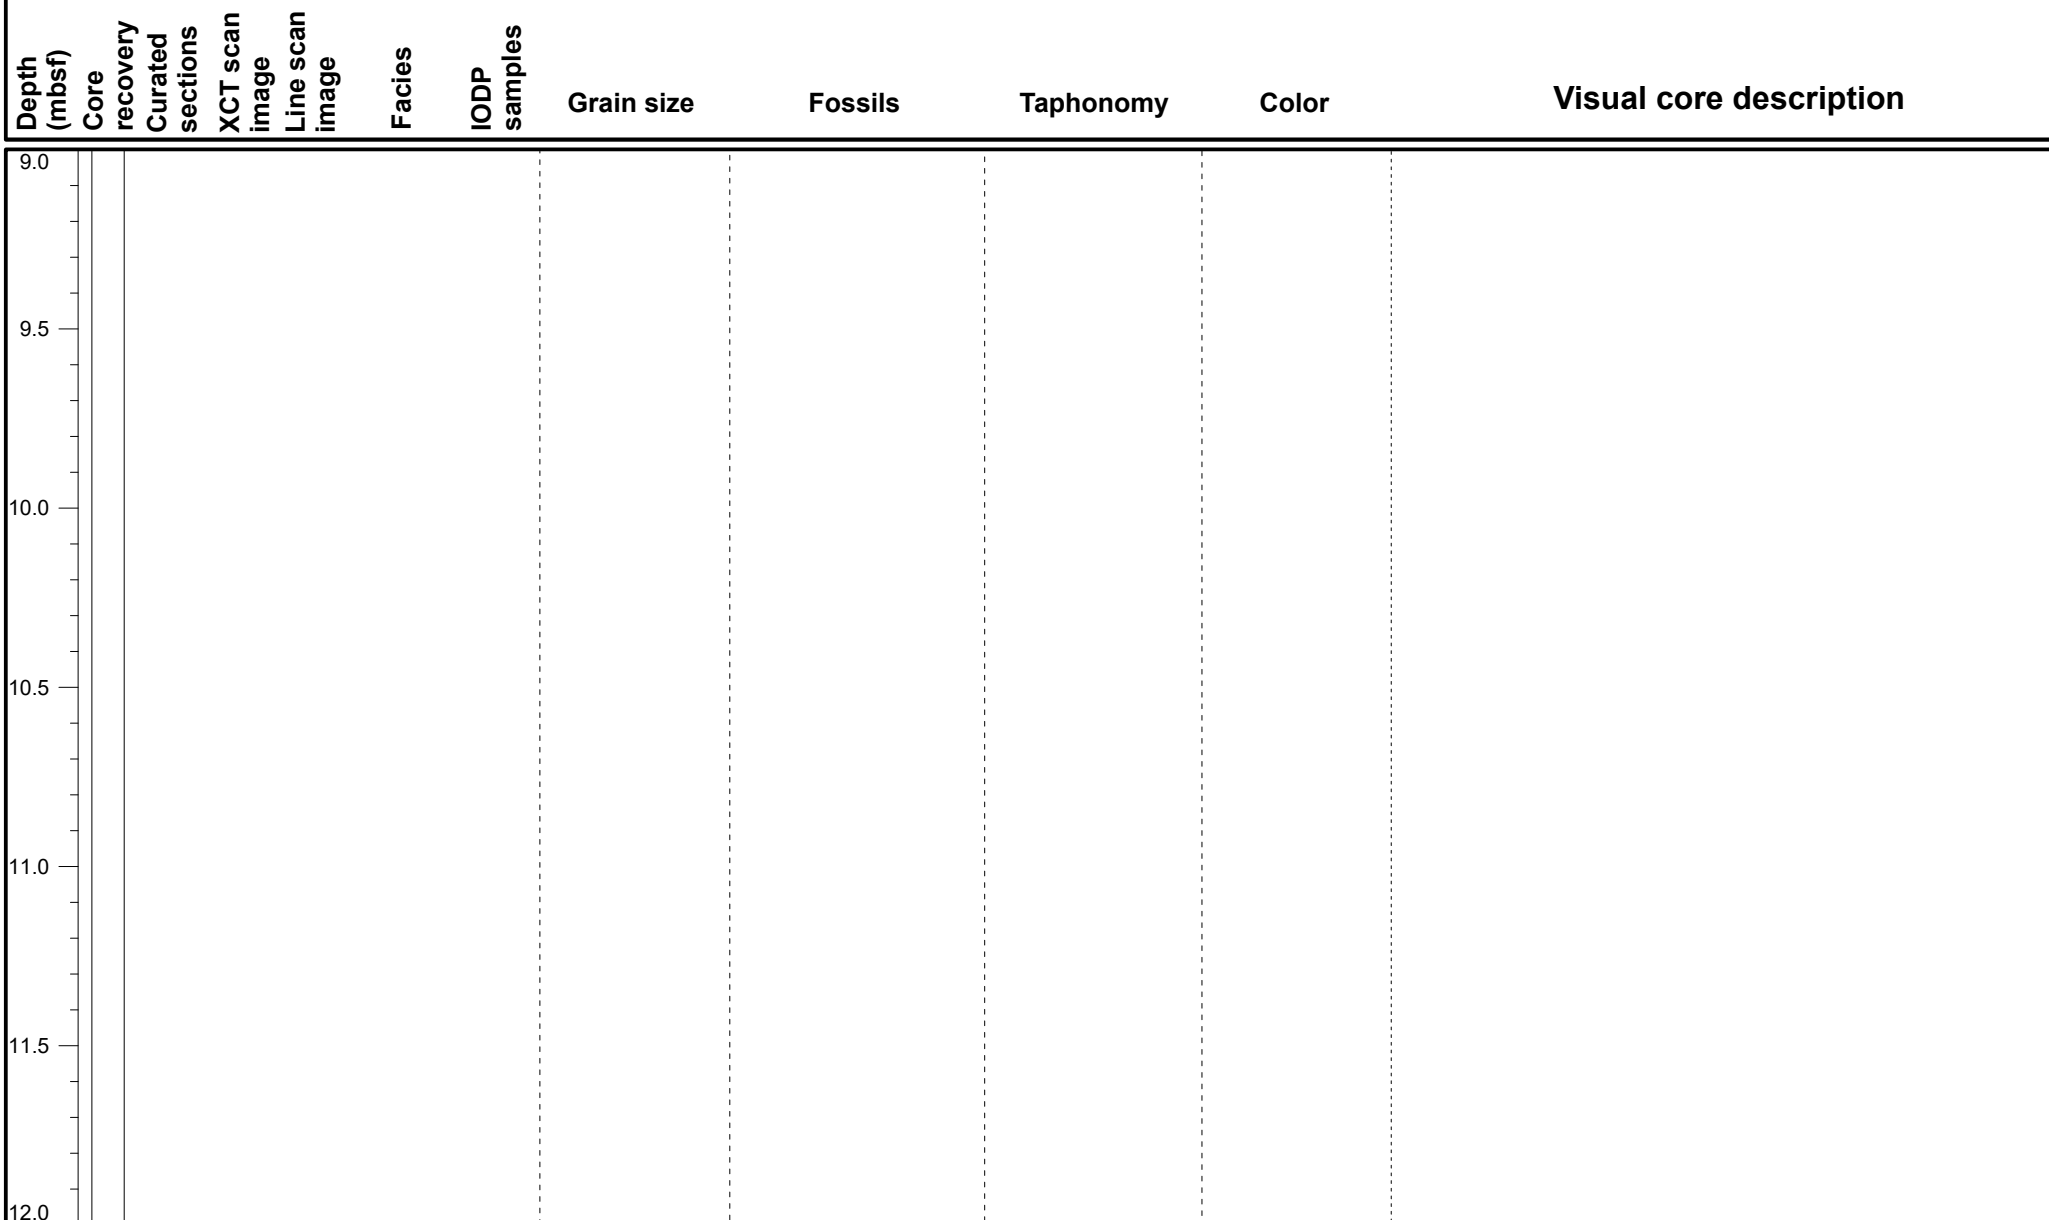 Depth
(mbsf)
Core
recovery
Curated
sections
XCT scan
image
Line scan
image
Facies
IODP
samples
Grain size
Fossils
Taphonomy
Color
Visual core description
9.0
9.5
10.0
10.5
11.0
11.5
12.0